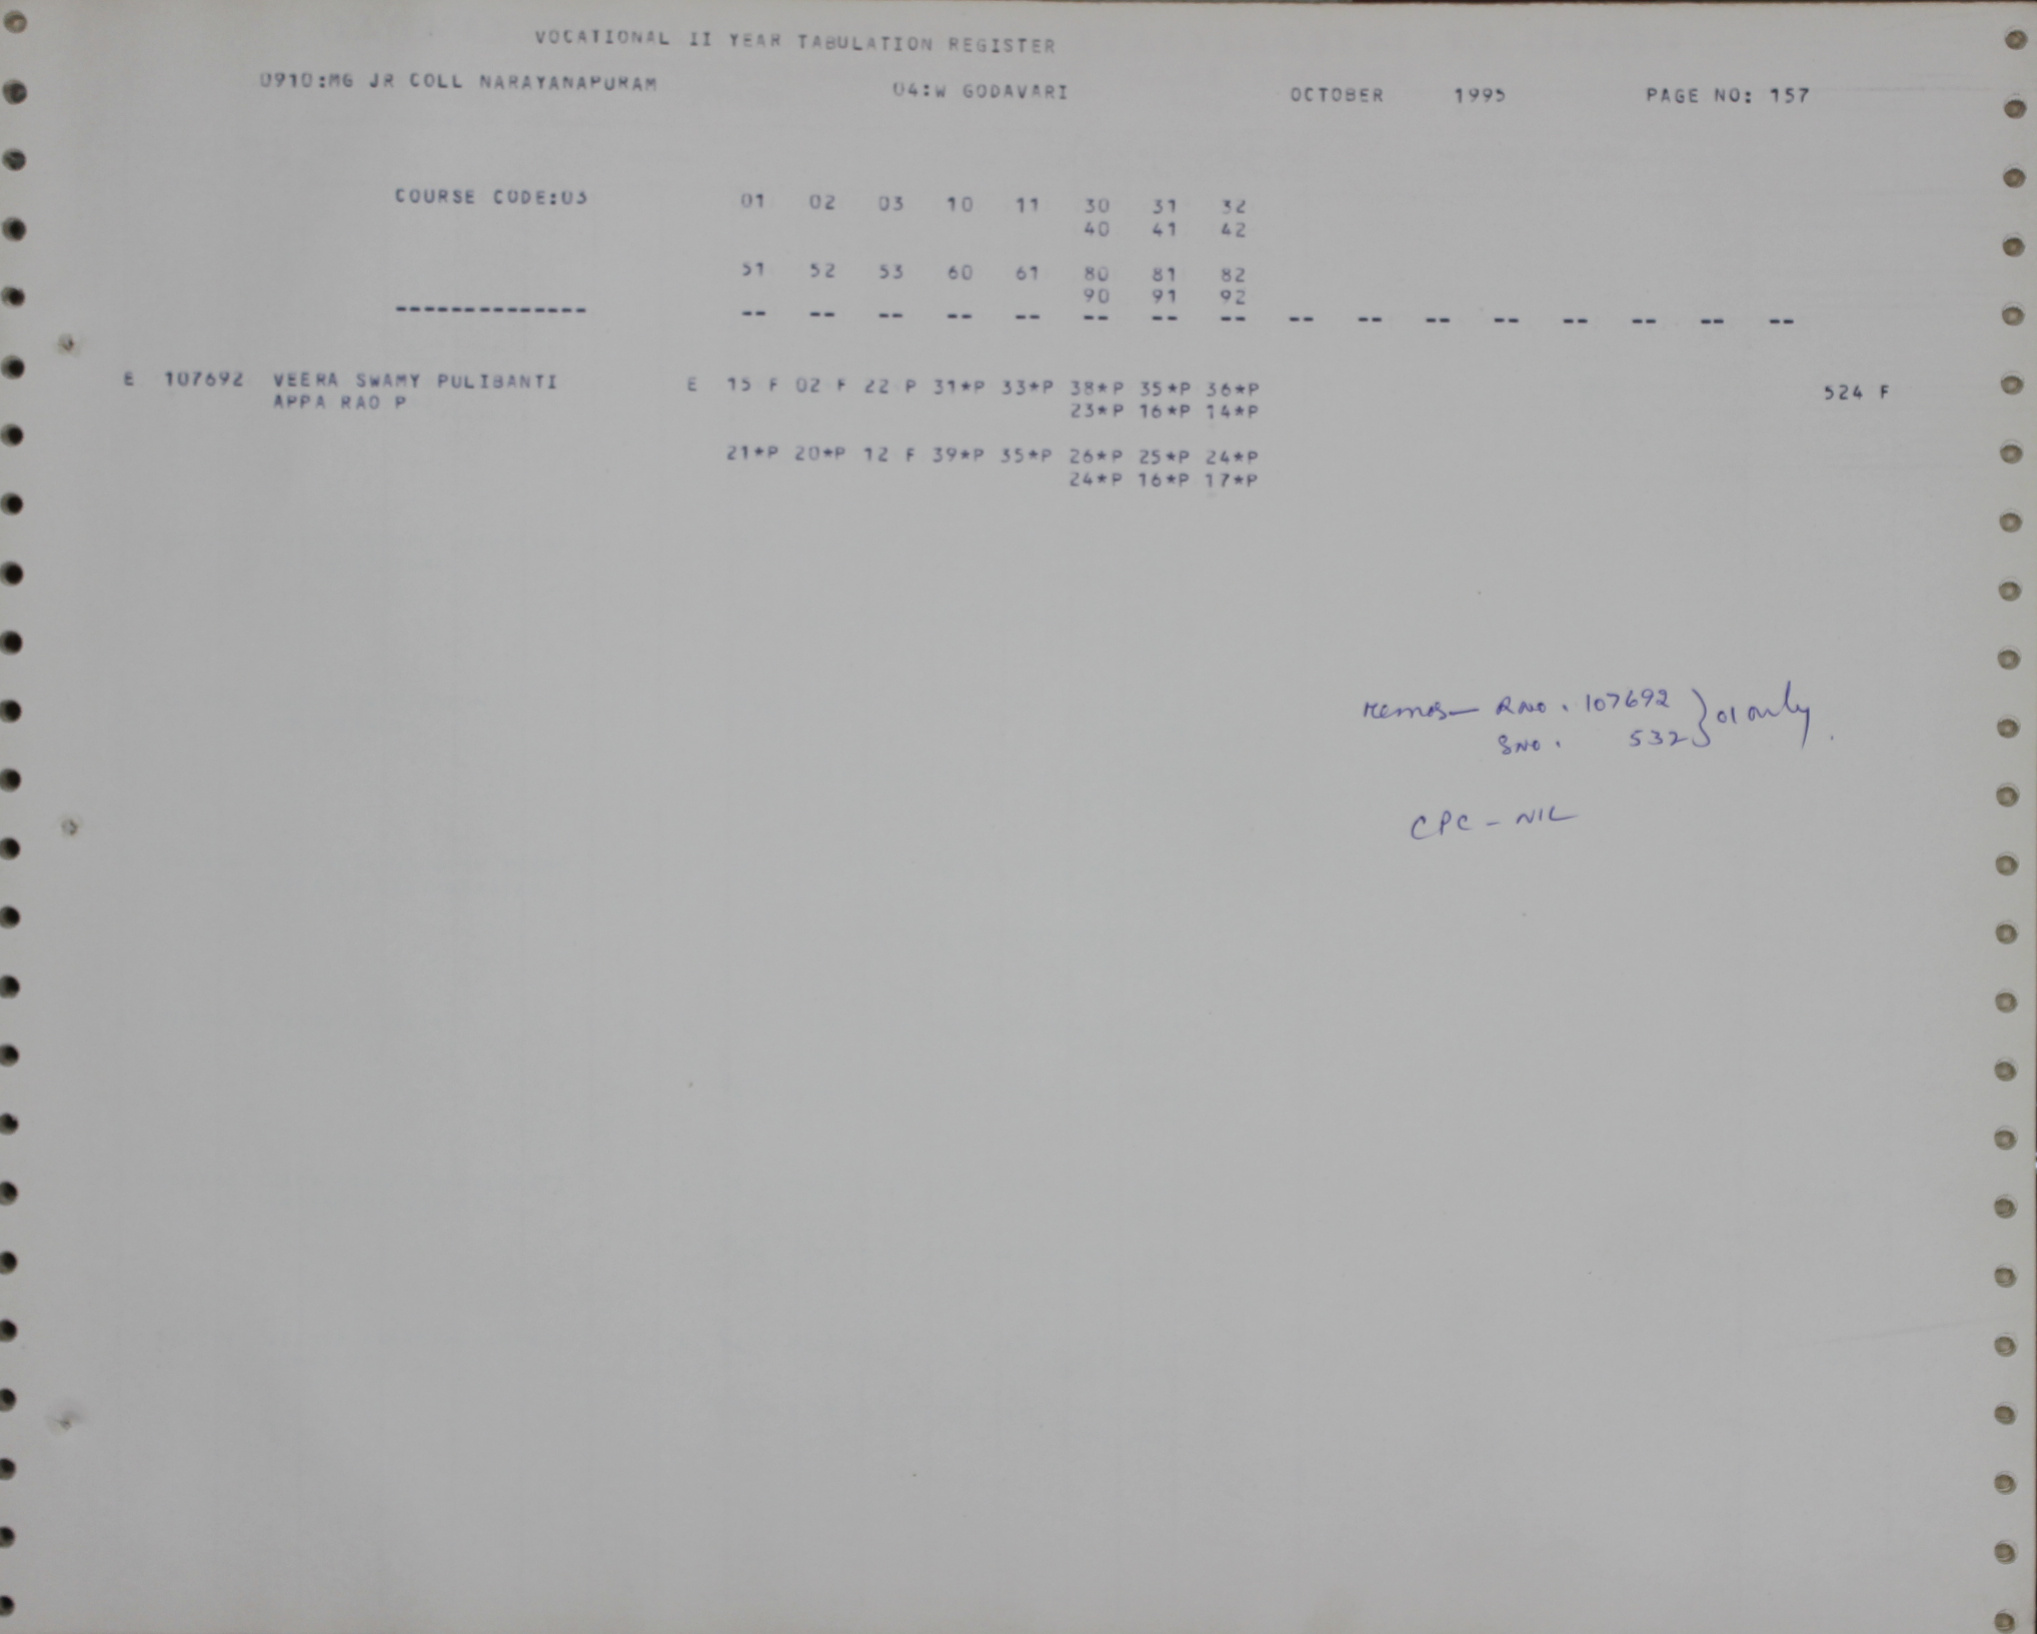 VOCATIONAL II YEAR TABULATION REGISTER
0910:MG JR COLL NARAYANAPURAM 04:W GODAVARI OCTOBER 1995 PAGE NO: 157
COURSE CODE:03 01 02 03 10 11 30 31 32
40 41 42
51 52 53 60 61 80 81 82
90 91 92
-------------- -- -- -- -- -- -- -- -- -- -- -- -- -- -- -- --
E 107692 VEERA SWAMY PULIBANTI E 15 F 02 F 22 P 31*P 33*P 38*P 35*P 36*P 524 F
APPA RAO P 23*P 16*P 14*P
21*P 20*P 12 F 39*P 35*P 26*P 25*P 24*P
24*P 16*P 17*P
Memos — RNO. 107692 } 01 only.
SNO. 532
CPC - NIL